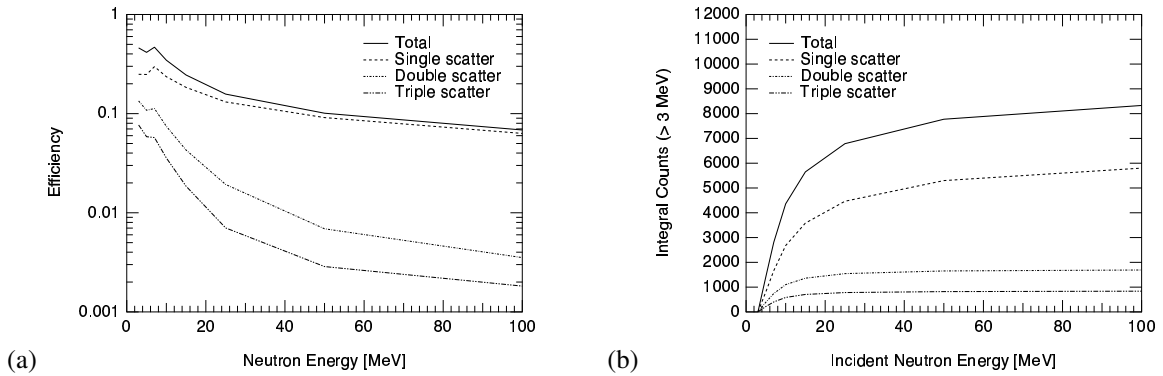 1
0.1
0.01
0.001
Efficiency
0 20 40 60 80 100
Neutron Energy [MeV]
Total
Single scatter
Double scatter
Triple scatter
(a)
12000
11000
10000
9000
8000
7000
6000
5000
4000
3000
2000
1000
0
Integral Counts (> 3 MeV)
0 20 40 60 80 100
Incident Neutron Energy [MeV]
Total
Single scatter
Double scatter
Triple scatter
(b)